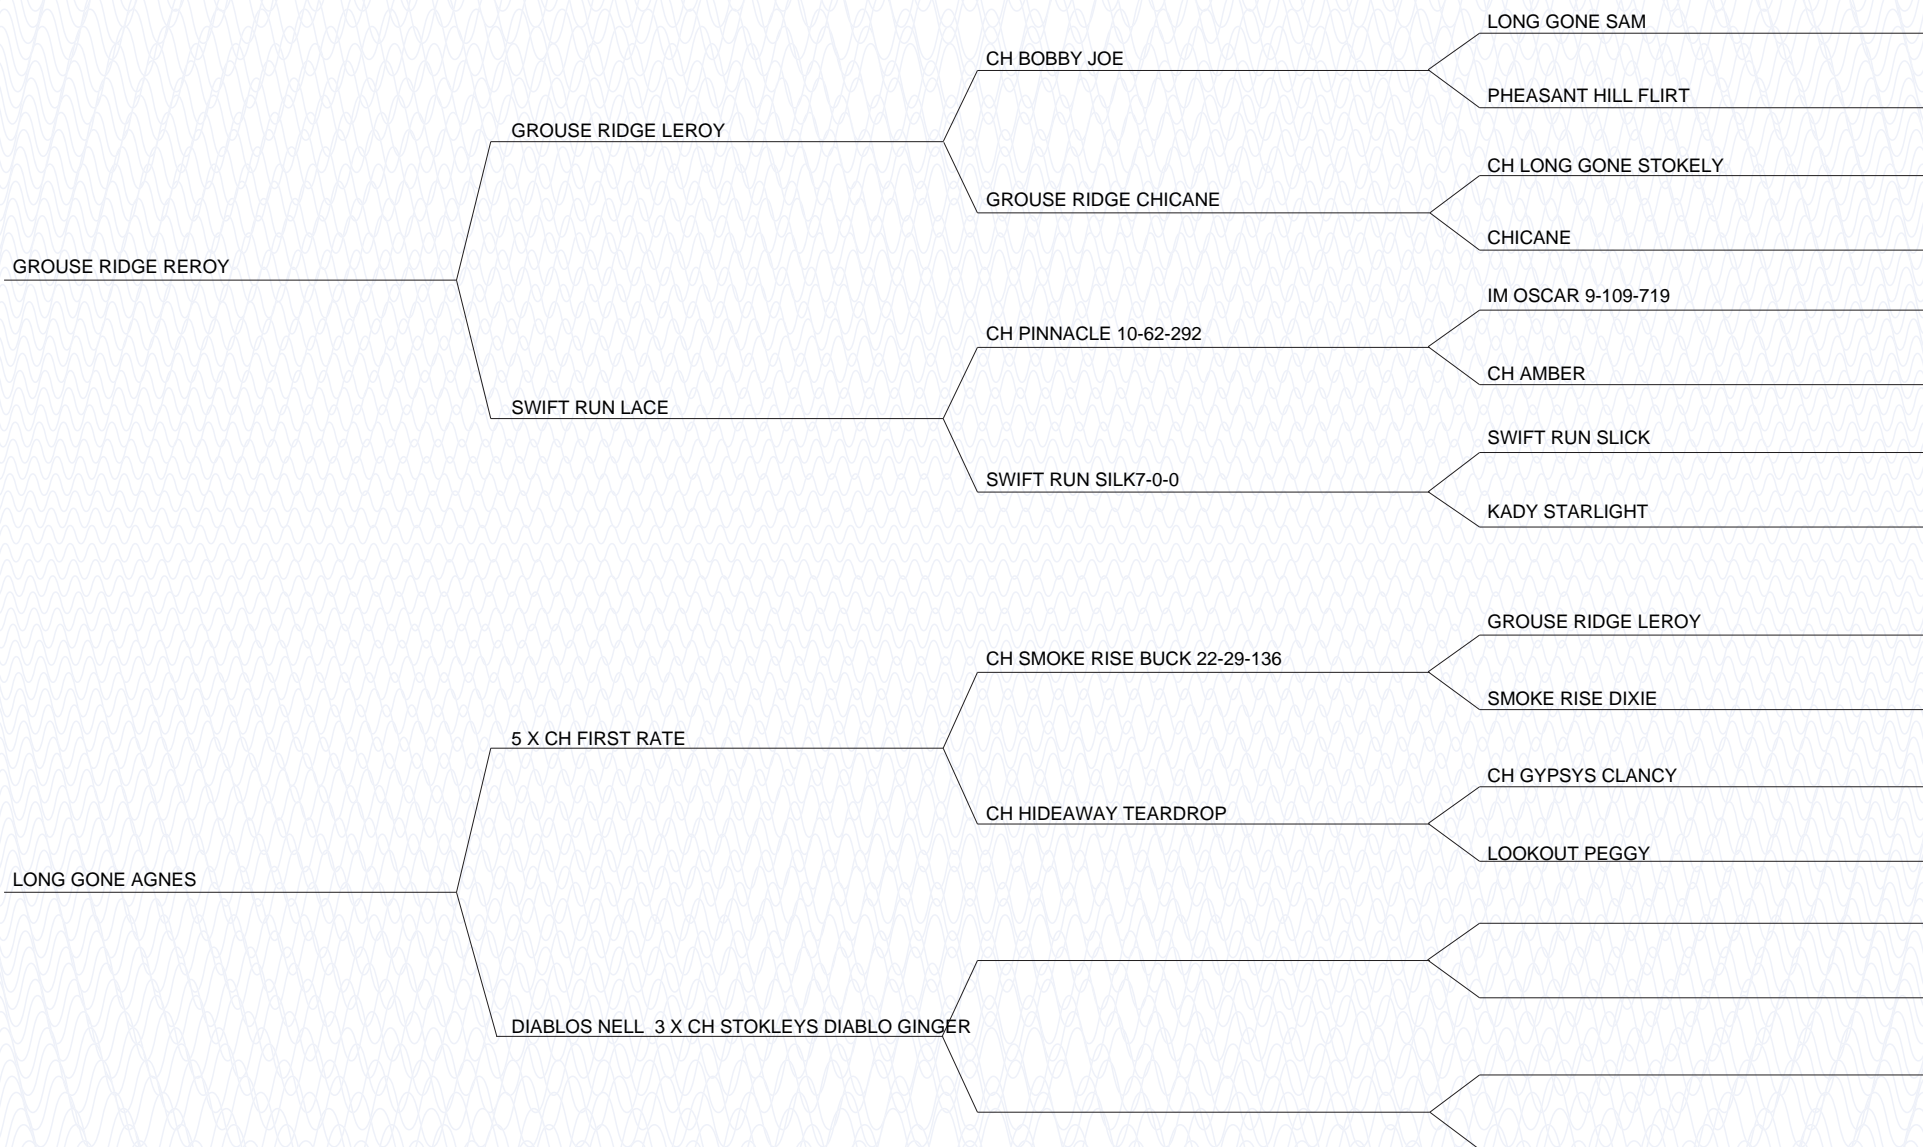 LONG GONE SAM
CH BOBBY JOE
PHEASANT HILL FLIRT
GROUSE RIDGE LEROY
CH LONG GONE STOKELY
GROUSE RIDGE CHICANE
CHICANE
GROUSE RIDGE REROY
IM OSCAR 9-109-719
CH PINNACLE 10-62-292
CH AMBER
SWIFT RUN LACE
SWIFT RUN SLICK
SWIFT RUN SILK7-0-0
KADY STARLIGHT
GROUSE RIDGE LEROY
CH SMOKE RISE BUCK 22-29-136
SMOKE RISE DIXIE
5 X CH FIRST RATE
CH GYPSYS CLANCY
CH HIDEAWAY TEARDROP
LOOKOUT PEGGY
LONG GONE AGNES
DIABLOS NELL  3 X CH STOKLEYS DIABLO GINGER